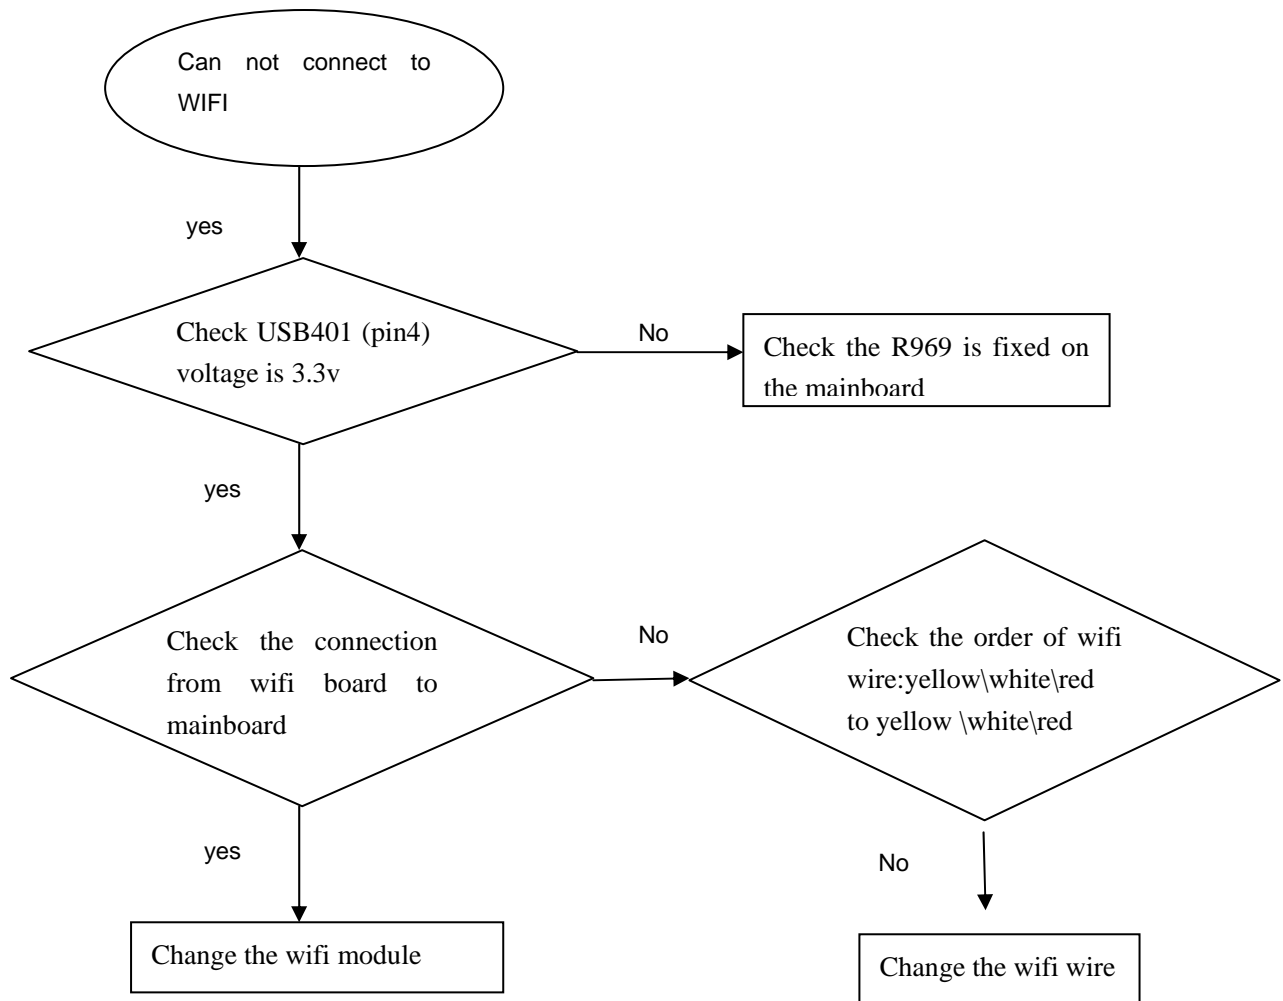 Can not connect to
WIFI
yes
Check USB401 (pin4)
voltage is 3.3v
No
Check the R969 is fixed on
the mainboard
yes
Check the connection
from wifi board to
mainboard
No
Check the order of wifi
wire:yellow\white\red
to yellow \white\red
yes
No
Change the wifi module
Change the wifi wire